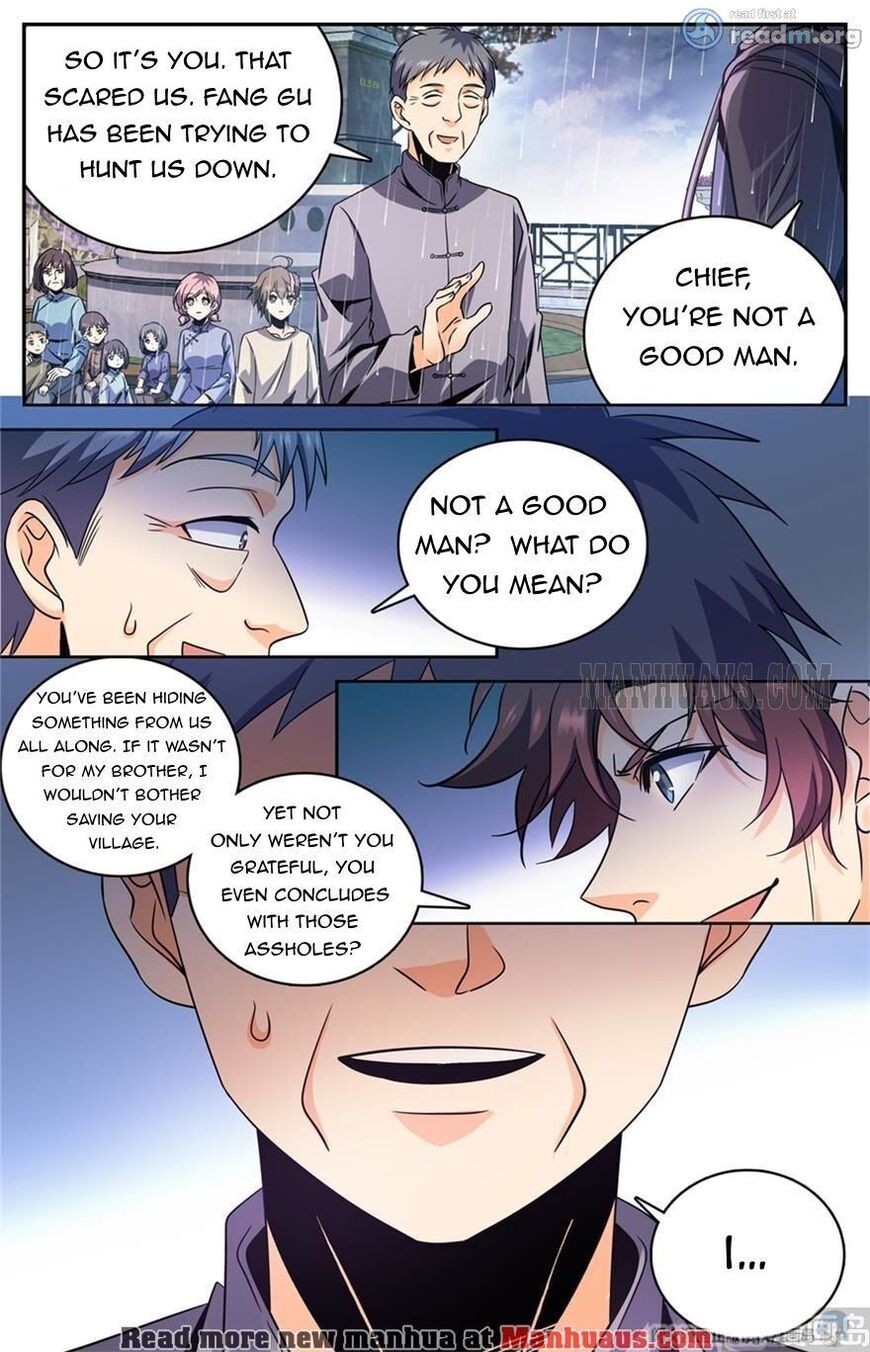 read first at
readm.org
SO IT'S YOU. THAT
SCARED US. FANG GU
HAS BEEN TRYING TO
HUNT US DOWN.
CHIEF,
YOU'RE NOT A
GOOD MAN.
NOT A GOOD
MAN? WHAT DO
YOU MEAN?
MANHUAUS.COM
YOU'VE BEEN HIDING
SOMETHING FROM US
ALL ALONG. IF IT WASN'T
FOR MY BROTHER, I
WOULDN'T BOTHER
SAVING YOUR
VILLAGE.
YET NOT
ONLY WEREN'T YOU
GRATEFUL, YOU
EVEN CONCLUDES
WITH THOSE
ASSHOLES?
I...
Read more new manhua at Manhuaus.com